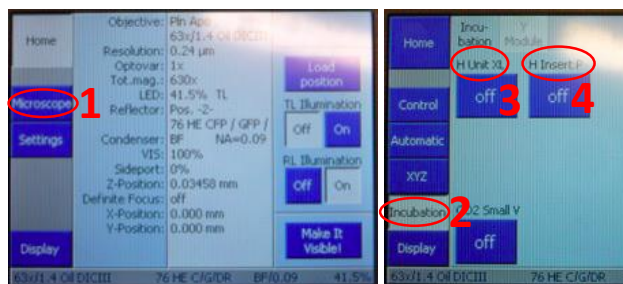 Home
Microscope
1
Settings
Display
Objective: Pln Apo
63x/1.4 Oil DICIII
Resolution: 0.24 µm
Optovar: 1x
Tot.mag.: 630x
LED: 41.5% TL
Reflector: Pos. -2-
76 HE CFP / GFP /
Condenser: BF NA=0.09
VIS: 100%
Sideport: 0%
Z-Position: 0.03458 mm
Definite Focus: off
X-Position: 0.000 mm
Y-Position: 0.000 mm
Load
position
TL Illumination
Off On
RL Illumination
Off On
Make It
Visible!
63x/1.4 Oil DICIII 76 HE C/G/DR BF/0.09 41.5%
Home
Control
Automatic
XYZ
Incubation
2
Display
Incu-
bation
Y
Module
H Unit XL
H Insert P
off
3
off
4
CO2 Small V
off
63x/1.4 Oil DICIII 76 HE C/G/DR